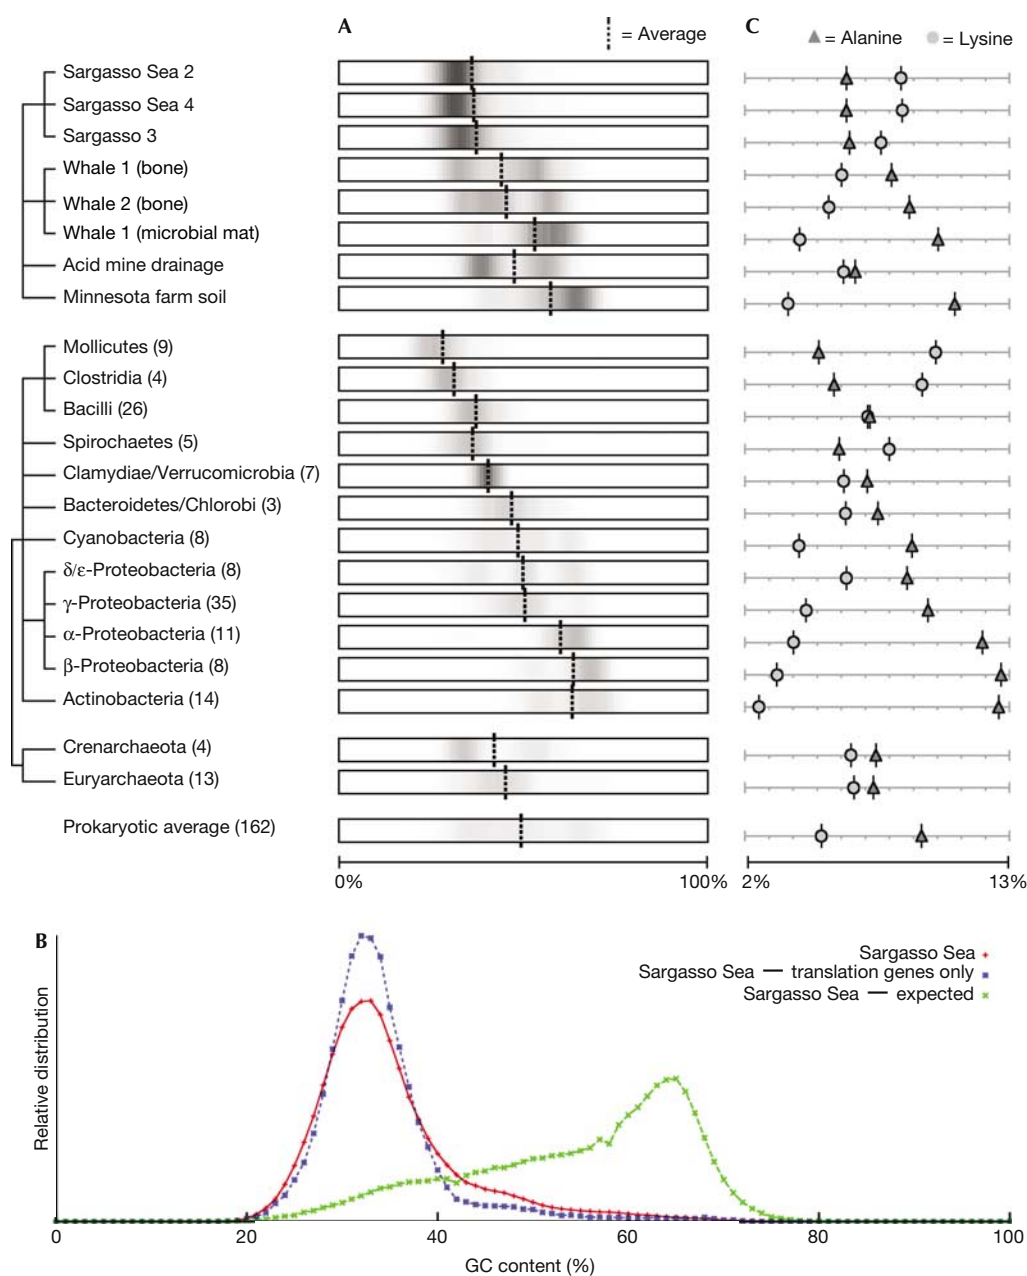 A
= Average
C
= Alanine
= Lysine
Sargasso Sea 2
Sargasso Sea 4
Sargasso 3
Whale 1 (bone)
Whale 2 (bone)
Whale 1 (microbial mat)
Acid mine drainage
Minnesota farm soil
Mollicutes (9)
Clostridia (4)
Bacilli (26)
Spirochaetes (5)
Clamydiae/Verrucomicrobia (7)
Bacteroidetes/Chlorobi (3)
Cyanobacteria (8)
δ/ε-Proteobacteria (8)
γ-Proteobacteria (35)
α-Proteobacteria (11)
β-Proteobacteria (8)
Actinobacteria (14)
Crenarchaeota (4)
Euryarchaeota (13)
Prokaryotic average (162)
0%
100%
2%
13%
B
Sargasso Sea
Sargasso Sea — translation genes only
Sargasso Sea — expected
Relative distribution
0
20
40
60
80
100
GC content (%)